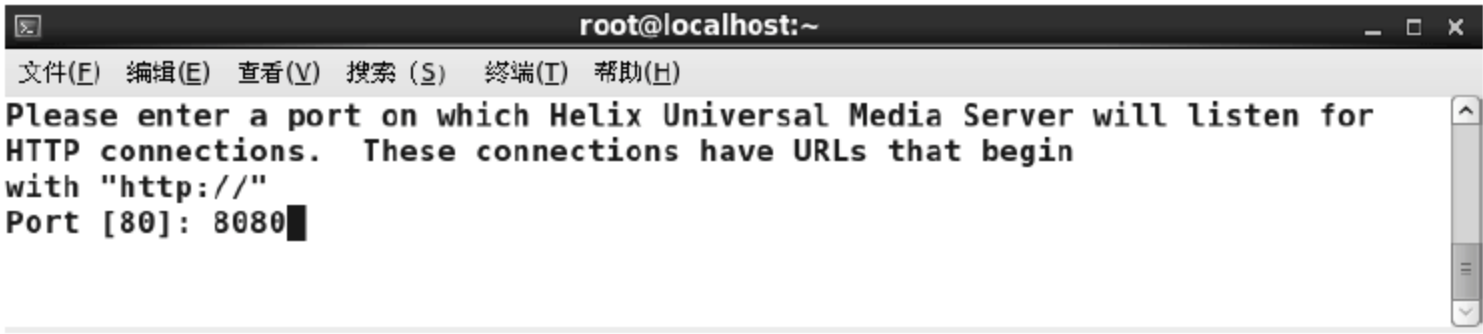 root@localhost:~
文件(F) 编辑(E) 查看(V) 搜索 (S) 终端(T) 帮助(H)
Please enter a port on which Helix Universal Media Server will listen for
HTTP connections.  These connections have URLs that begin
with "http://"
Port [80]: 8080